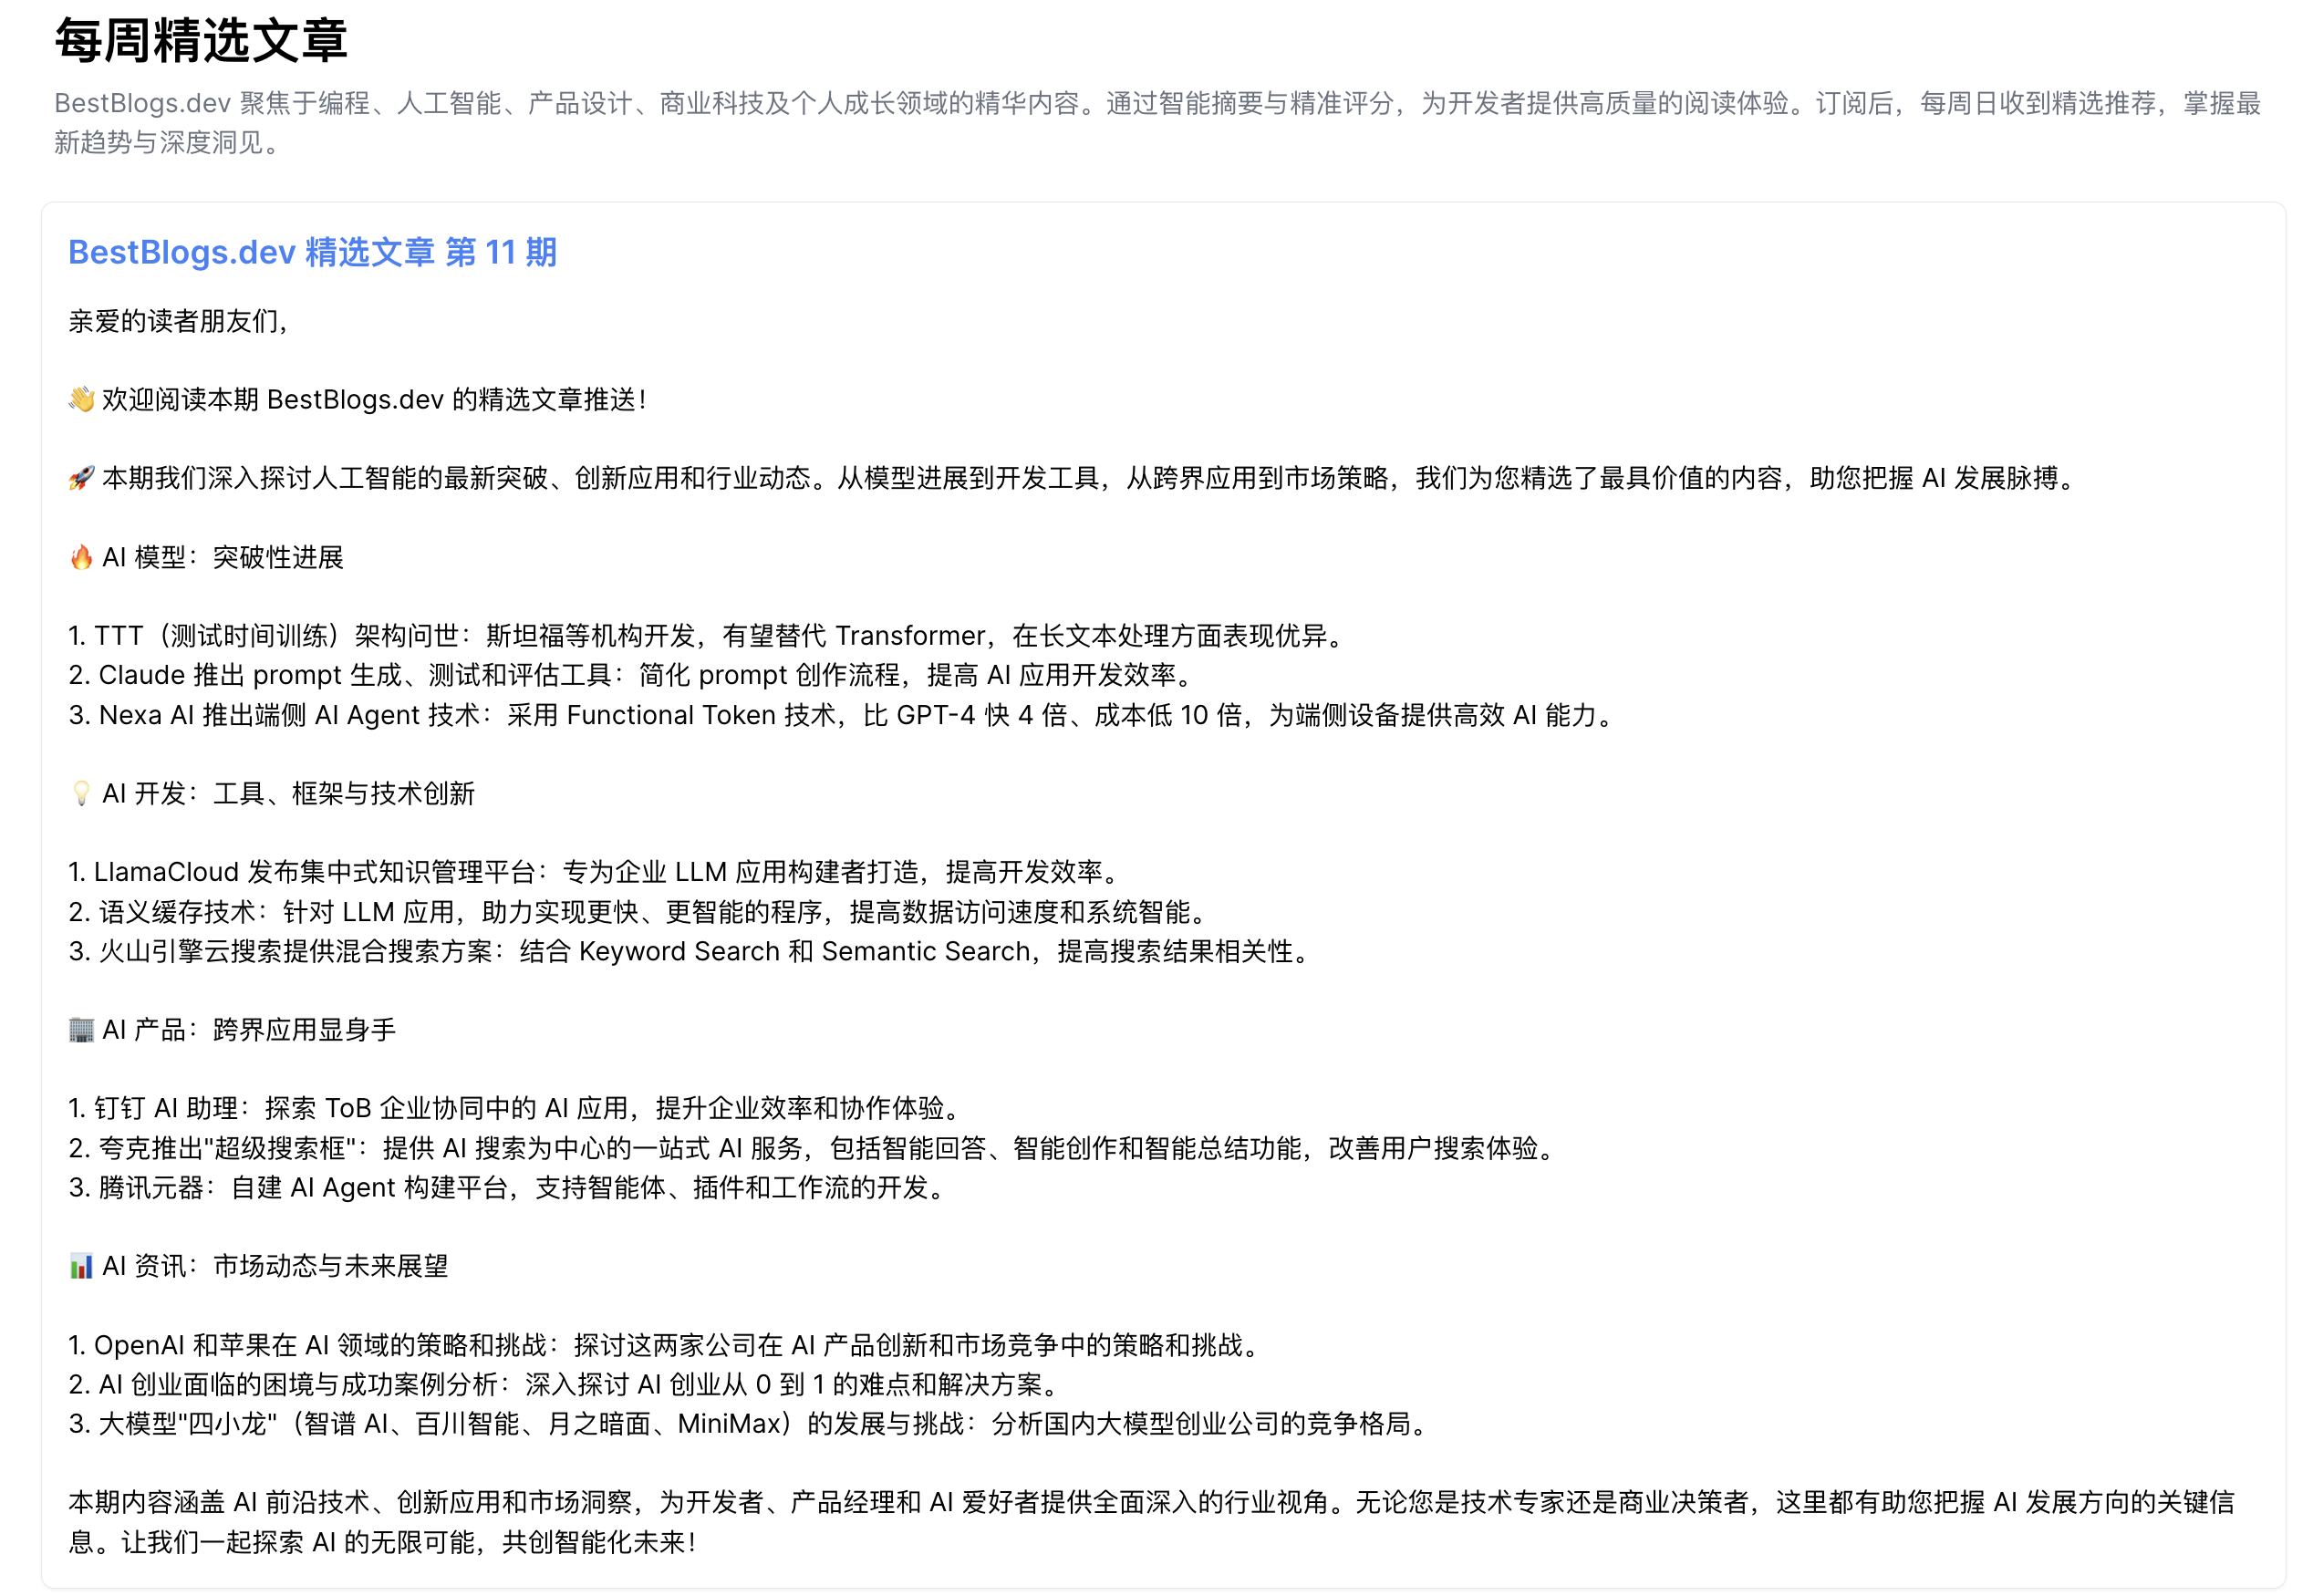 每周精选文章
BestBlogs.dev 聚焦于编程、人工智能、产品设计、商业科技及个人成长领域的精华内容。通过智能摘要与精准评分，为开发者提供高质量的阅读体验。订阅后，每周日收到精选推荐，掌握最
新趋势与深度洞见。
BestBlogs.dev 精选文章 第 11 期
亲爱的读者朋友们，
👋 欢迎阅读本期 BestBlogs.dev 的精选文章推送！
🚀 本期我们深入探讨人工智能的最新突破、创新应用和行业动态。从模型进展到开发工具，从跨界应用到市场策略，我们为您精选了最具价值的内容，助您把握 AI 发展脉搏。
🔥 AI 模型：突破性进展
1. TTT（测试时间训练）架构问世：斯坦福等机构开发，有望替代 Transformer，在长文本处理方面表现优异。
2. Claude 推出 prompt 生成、测试和评估工具：简化 prompt 创作流程，提高 AI 应用开发效率。
3. Nexa AI 推出端侧 AI Agent 技术：采用 Functional Token 技术，比 GPT-4 快 4 倍、成本低 10 倍，为端侧设备提供高效 AI 能力。
💡 AI 开发：工具、框架与技术创新
1. LlamaCloud 发布集中式知识管理平台：专为企业 LLM 应用构建者打造，提高开发效率。
2. 语义缓存技术：针对 LLM 应用，助力实现更快、更智能的程序，提高数据访问速度和系统智能。
3. 火山引擎云搜索提供混合搜索方案：结合 Keyword Search 和 Semantic Search，提高搜索结果相关性。
🏢 AI 产品：跨界应用显身手
1. 钉钉 AI 助理：探索 ToB 企业协同中的 AI 应用，提升企业效率和协作体验。
2. 夸克推出"超级搜索框"：提供 AI 搜索为中心的一站式 AI 服务，包括智能回答、智能创作和智能总结功能，改善用户搜索体验。
3. 腾讯元器：自建 AI Agent 构建平台，支持智能体、插件和工作流的开发。
📊 AI 资讯：市场动态与未来展望
1. OpenAI 和苹果在 AI 领域的策略和挑战：探讨这两家公司在 AI 产品创新和市场竞争中的策略和挑战。
2. AI 创业面临的困境与成功案例分析：深入探讨 AI 创业从 0 到 1 的难点和解决方案。
3. 大模型"四小龙"（智谱 AI、百川智能、月之暗面、MiniMax）的发展与挑战：分析国内大模型创业公司的竞争格局。
本期内容涵盖 AI 前沿技术、创新应用和市场洞察，为开发者、产品经理和 AI 爱好者提供全面深入的行业视角。无论您是技术专家还是商业决策者，这里都有助您把握 AI 发展方向的关键信
息。让我们一起探索 AI 的无限可能，共创智能化未来！